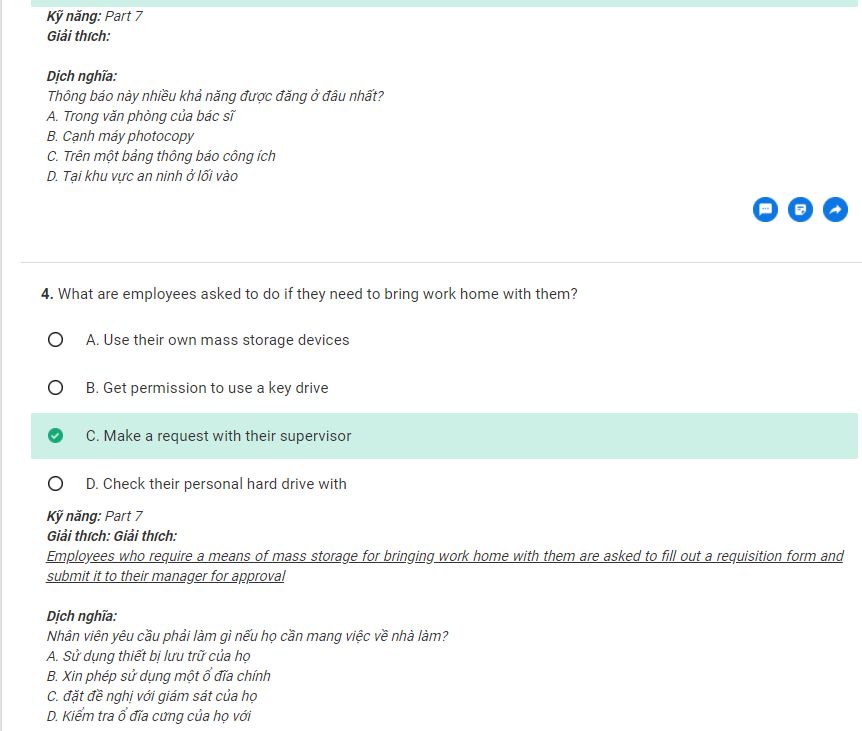 Kỹ năng: Part 7
Giải thích:
Dịch nghĩa:
Thông báo này nhiều khả năng được đăng ở đâu nhất?
A. Trong văn phòng của bác sĩ
B. Cạnh máy photocopy
C. Trên một bảng thông báo công ích
D. Tại khu vực an ninh ở lối vào
4. What are employees asked to do if they need to bring work home with them?
A. Use their own mass storage devices
B. Get permission to use a key drive
C. Make a request with their supervisor
D. Check their personal hard drive with
Kỹ năng: Part 7
Giải thích: Giải thích:
Employees who require a means of mass storage for bringing work home with them are asked to fill out a requisition form and
submit it to their manager for approval
Dịch nghĩa:
Nhân viên yêu cầu phải làm gì nếu họ cần mang việc về nhà làm?
A. Sử dụng thiết bị lưu trữ của họ
B. Xin phép sử dụng một ổ đĩa chính
C. đặt đề nghị với giám sát của họ
D. Kiểm tra ổ đĩa cứng của họ với